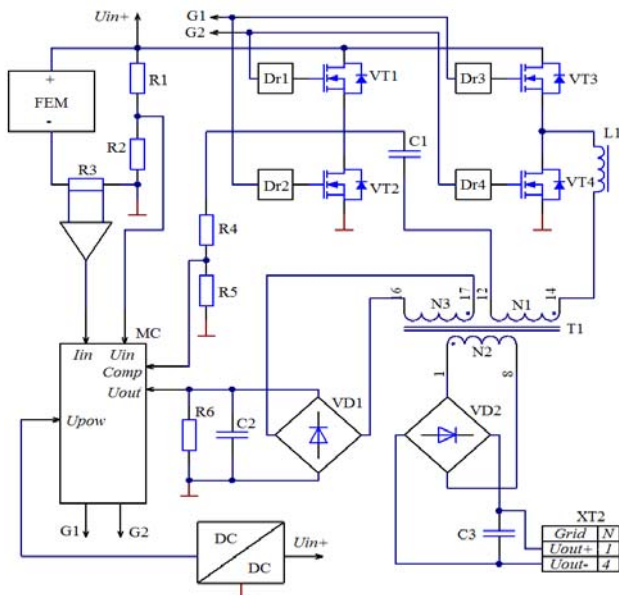 Uin+
G1
G2
R1
Dr1
VT1
Dr3
VT3
+
FEM
-
R2
C1
L1
R3
Dr2
VT2
Dr4
VT4
R4
R5
16
N3
17
12
N1
14
T1
N2
1
8
MC
Iin
Uin
Comp
Uout
Upow
R6
C2
VD1
VD2
G1
G2
DC
DC
Uin+
C3
XT2
Grid N
Uout+ 1
Uout- 4